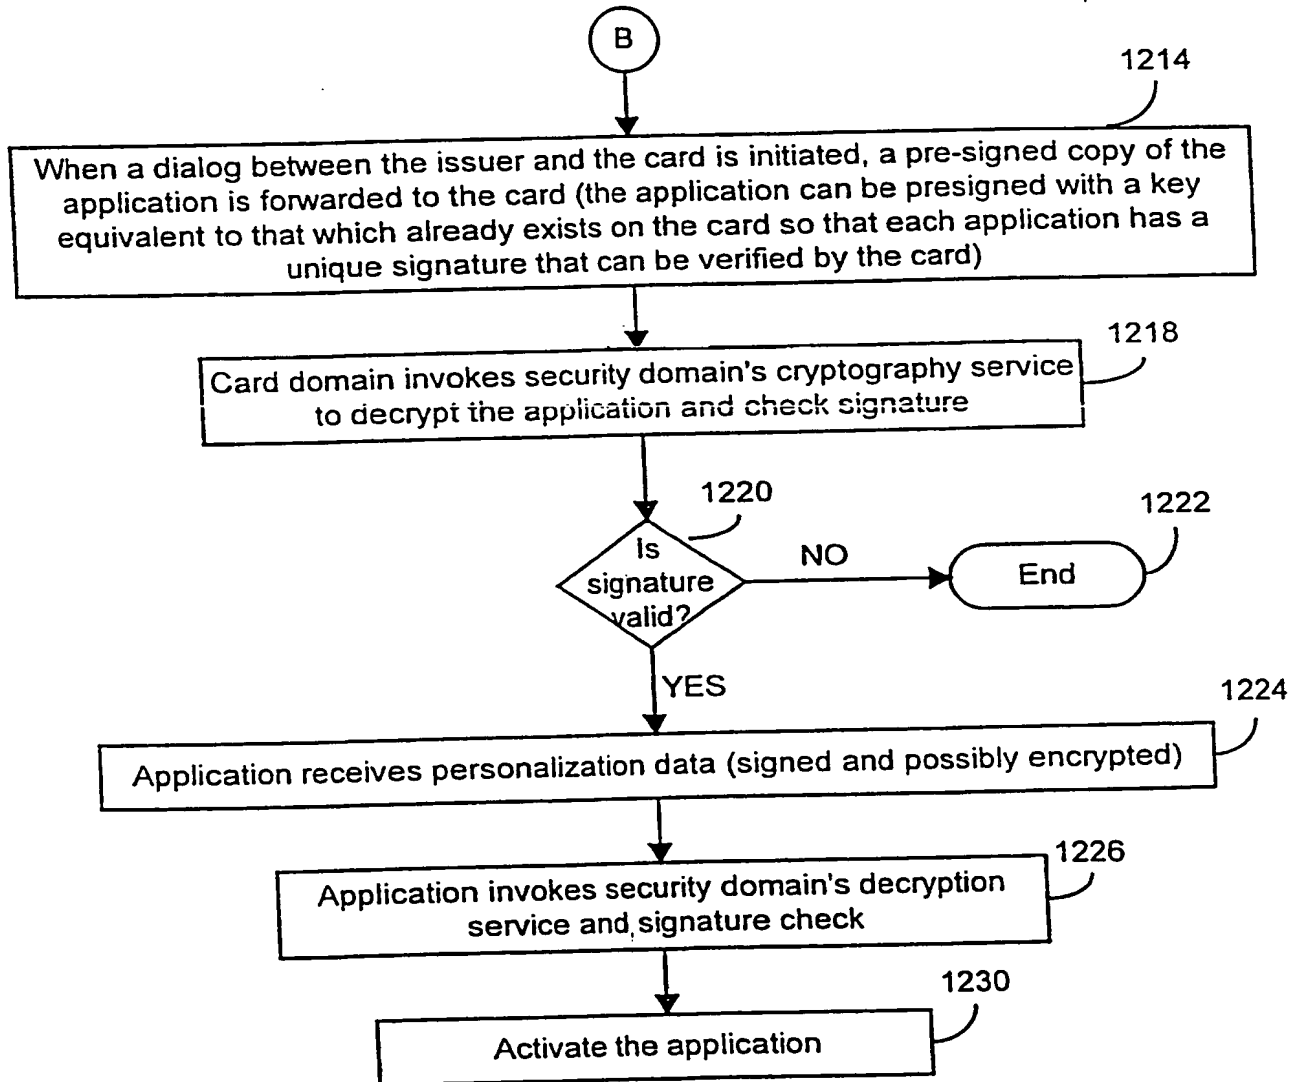 B
1214
When a dialog between the issuer and the card is initiated, a pre-signed copy of the
application is forwarded to the card (the application can be presigned with a key
equivalent to that which already exists on the card so that each application has a
unique signature that can be verified by the card)
1218
Card domain invokes security domain's cryptography service
to decrypt the application and check signature
1220
1222
Is
signature
valid?
NO
End
YES
1224
Application receives personalization data (signed and possibly encrypted)
1226
Application invokes security domain's decryption
service and signature check
1230
Activate the application